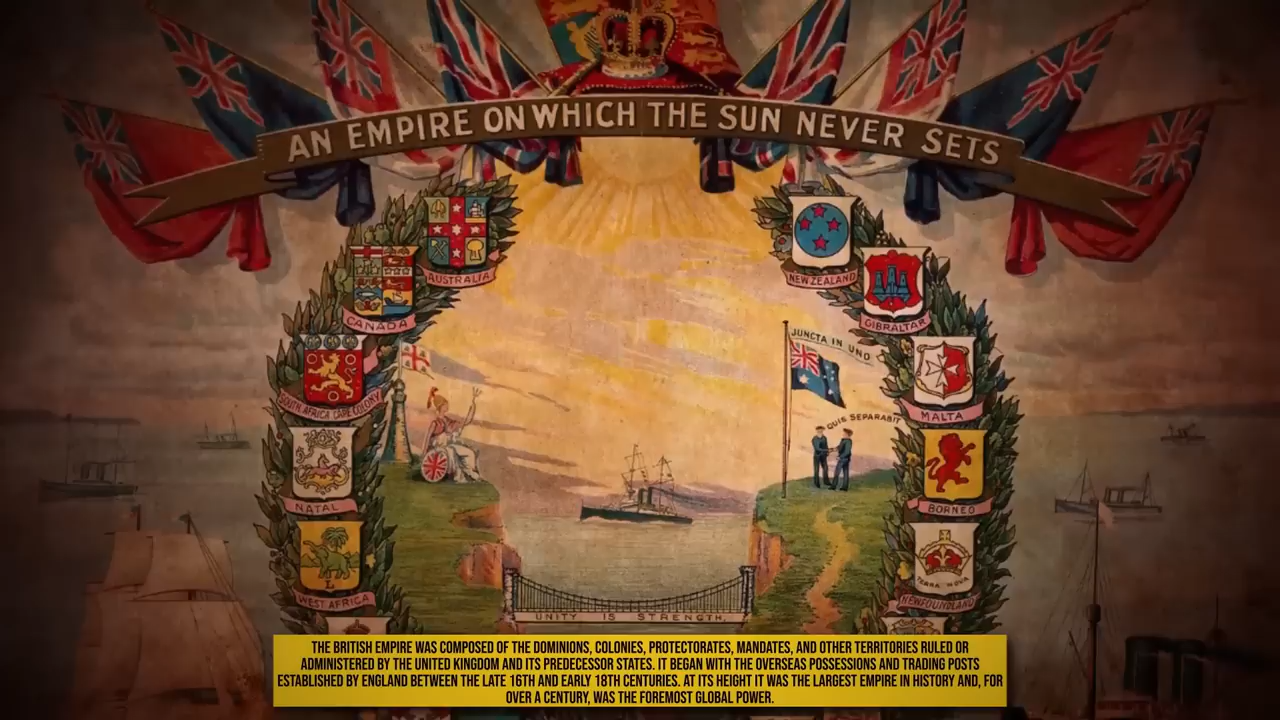 AN EMPIRE ON WHICH THE SUN NEVER SETS
AUSTRALIA
NEW ZEALAND
CANADA
GIBRALTAR
JUNCTA IN UNO
SOUTH AFRICA CAPE COLONY
MALTA
QUIS SEPARABIT
NATAL
BORNEO
TERRA NOVA
L
WEST AFRICA
NEWFOUNDLAND
UNITY IS STRENGTH.
THE BRITISH EMPIRE WAS COMPOSED OF THE DOMINIONS, COLONIES, PROTECTORATES, MANDATES, AND OTHER TERRITORIES RULED OR
ADMINISTERED BY THE UNITED KINGDOM AND ITS PREDECESSOR STATES. IT BEGAN WITH THE OVERSEAS POSSESSIONS AND TRADING POSTS
ESTABLISHED BY ENGLAND BETWEEN THE LATE 16TH AND EARLY 18TH CENTURIES. AT ITS HEIGHT IT WAS THE LARGEST EMPIRE IN HISTORY AND, FOR
OVER A CENTURY, WAS THE FOREMOST GLOBAL POWER.